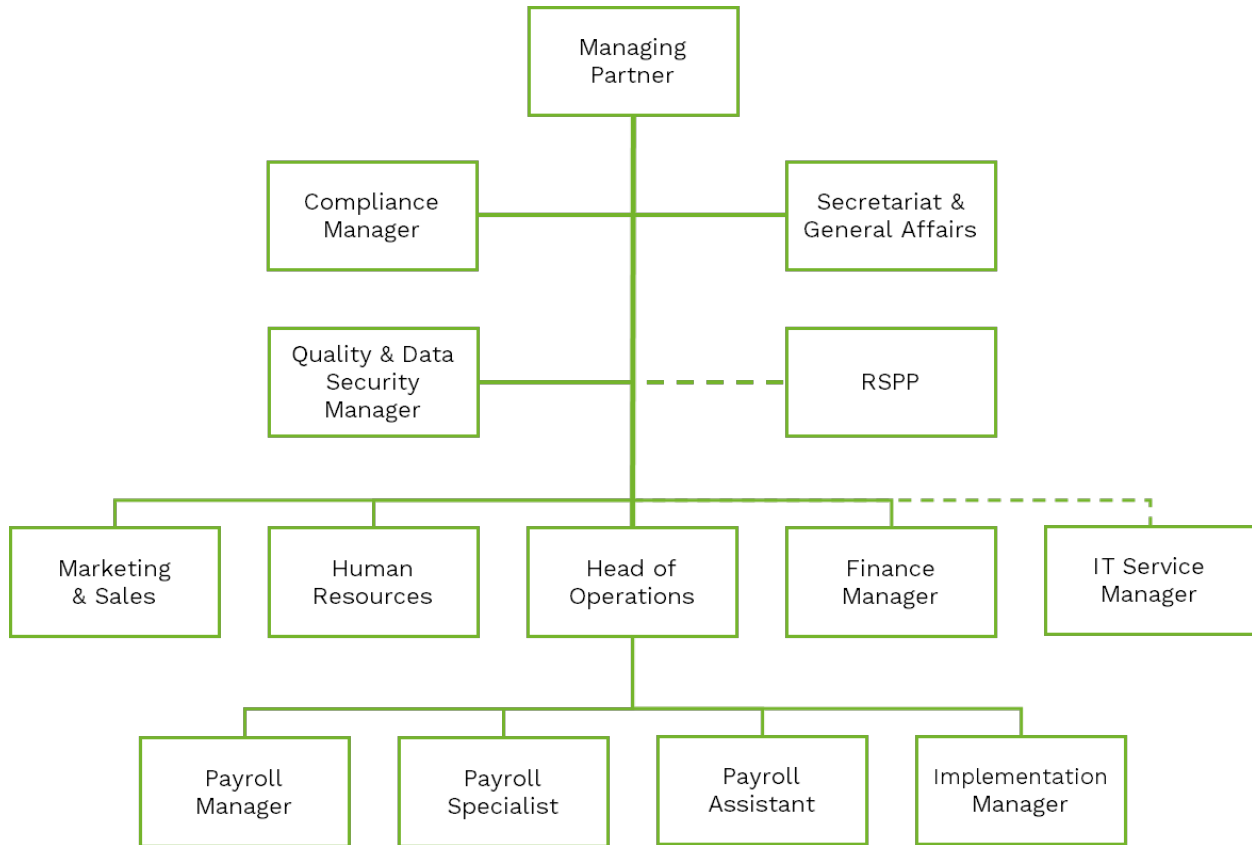 Managing
Partner
Compliance
Manager
Secretariat &
General Affairs
Quality & Data
Security
Manager
RSPP
Marketing
& Sales
Human
Resources
Head of
Operations
Finance
Manager
IT Service
Manager
Payroll
Manager
Payroll
Specialist
Payroll
Assistant
Implementation
Manager